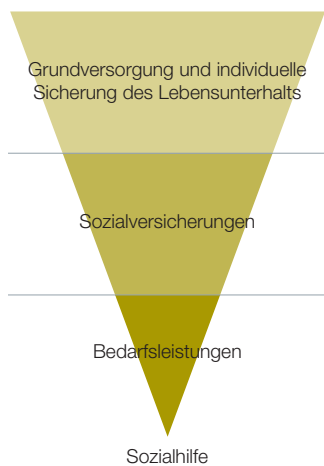 Grundversorgung und individuelle
Sicherung des Lebensunterhalts
Sozialversicherungen
Bedarfsleistungen
Sozialhilfe